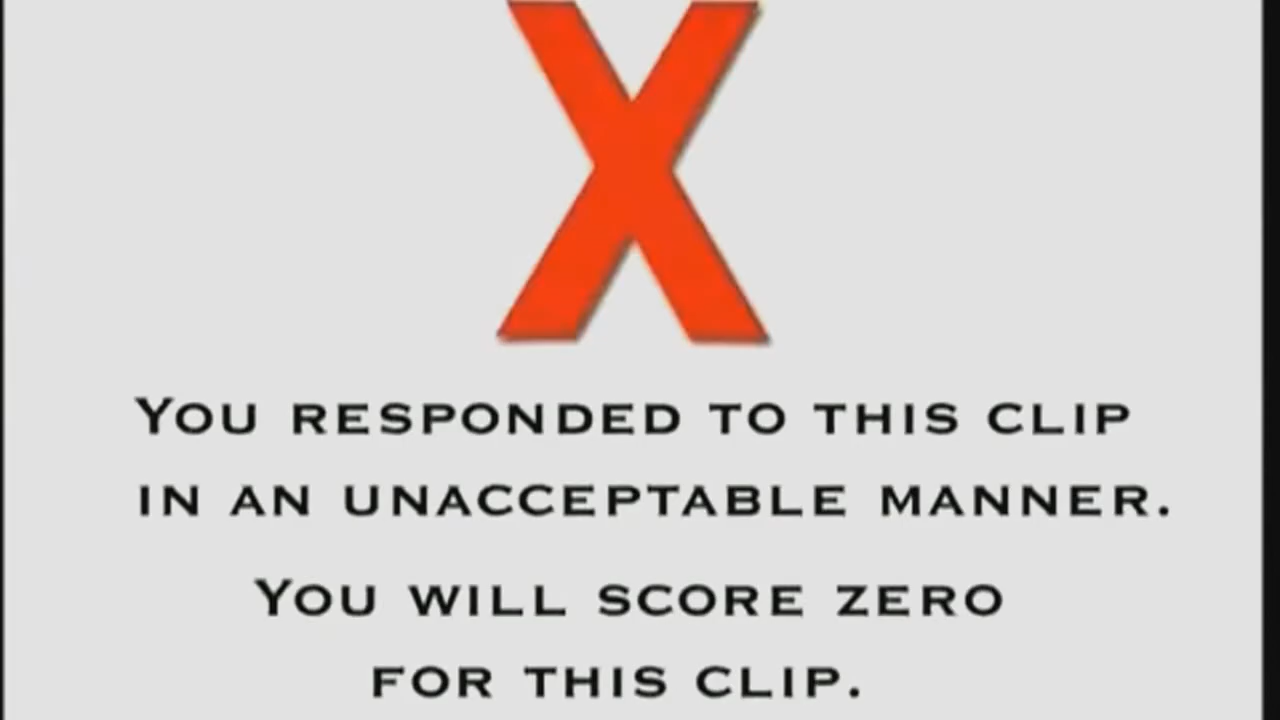 X
You responded to this clip
in an unacceptable manner.
You will score zero
for this clip.